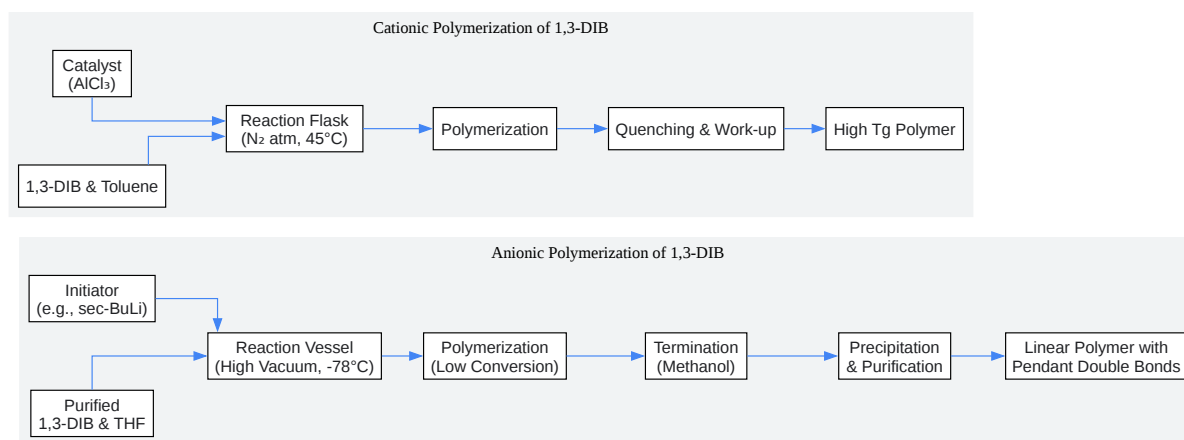 Cationic Polymerization of 1,3-DIB
Catalyst
(AlCl₃)
Reaction Flask
(N₂ atm, 45°C)
Polymerization
Quenching & Work-up
High Tg Polymer
1,3-DIB & Toluene
Anionic Polymerization of 1,3-DIB
Initiator
(e.g., sec-BuLi)
Reaction Vessel
(High Vacuum, -78°C)
Polymerization
(Low Conversion)
Termination
(Methanol)
Precipitation
& Purification
Linear Polymer with
Pendant Double Bonds
Purified
1,3-DIB & THF